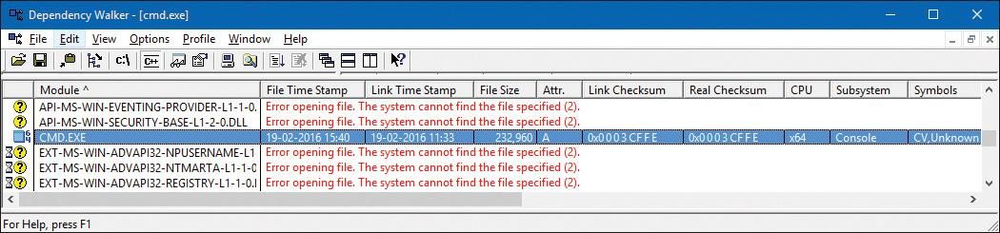 Dependency Walker - [cmd.exe]
File Edit View Options Profile Window Help
C:\ C++
Module ^ File Time Stamp Link Time Stamp File Size Attr. Link Checksum Real Checksum CPU Subsystem Symbols
API-MS-WIN-EVENTING-PROVIDER-L1-1-0. Error opening file. The system cannot find the file specified (2).
API-MS-WIN-SECURITY-BASE-L1-2-0.DLL Error opening file. The system cannot find the file specified (2).
64 CMD.EXE 19-02-2016 15:40 19-02-2016 11:33 232,960 A 0x0003CFFE 0x0003CFFE x64 Console CV,Unknown
EXT-MS-WIN-ADVAPI32-NPUSERNAME-L1 Error opening file. The system cannot find the file specified (2).
EXT-MS-WIN-ADVAPI32-NTMARTA-L1-1-0. Error opening file. The system cannot find the file specified (2).
EXT-MS-WIN-ADVAPI32-REGISTRY-L1-1-0.I Error opening file. The system cannot find the file specified (2).
For Help, press F1